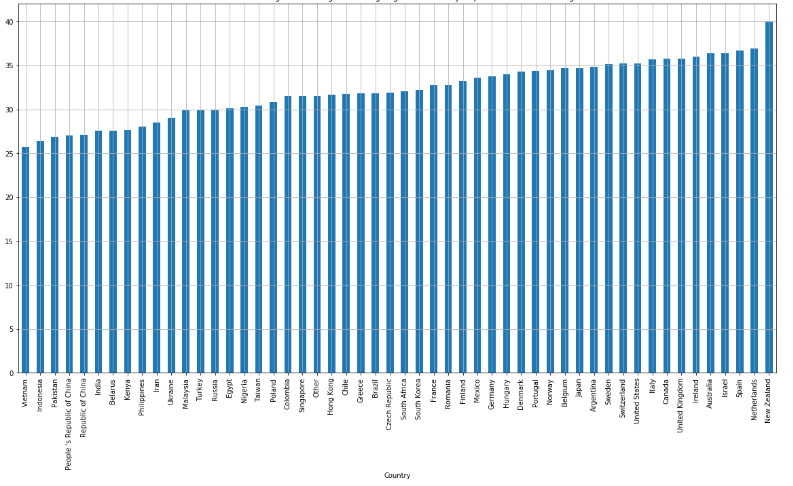 40
35
30
25
20
15
10
5
0
Vietnam
Indonesia
Pakistan
People 's Republic of China
Republic of China
India
Belarus
Kenya
Philippines
Iran
Ukraine
Malaysia
Turkey
Russia
Egypt
Nigeria
Taiwan
Poland
Colombia
Singapore
Other
Hong Kong
Chile
Greece
Brazil
Czech Republic
South Africa
South Korea
France
Romania
Finland
Mexico
Germany
Hungary
Denmark
Portugal
Norway
Belgium
Japan
Argentina
Sweden
Switzerland
United States
Italy
Canada
United Kingdom
Ireland
Australia
Israel
Spain
Netherlands
New Zealand
Country